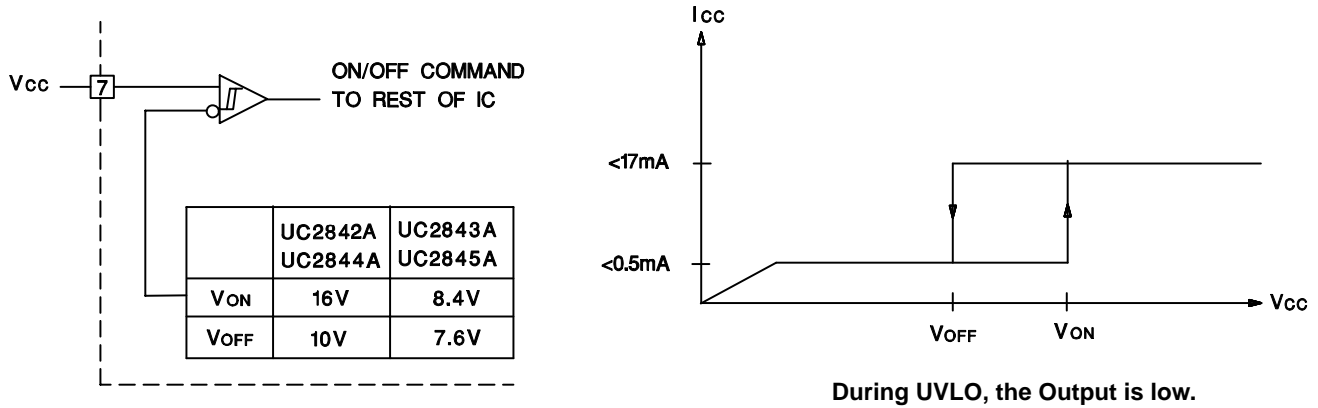 Vcc
7
ON/OFF COMMAND
TO REST OF IC
UC2842A UC2843A
UC2844A UC2845A
VON 16V 8.4V
VOFF 10V 7.6V
Icc
<17mA
<0.5mA
VOFF VON
Vcc
During UVLO, the Output is low.